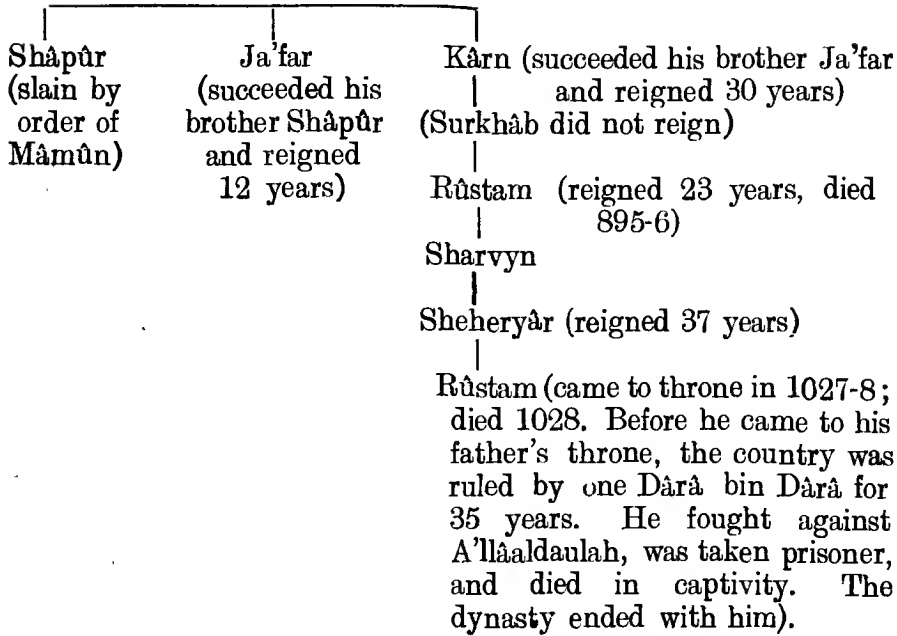 Shâpûr
(slain by
order of
Mâmûn)
Ja’far
(succeeded his
brother Shâpûr
and reigned
12 years)
Kârn (succeeded his brother Ja’far
and reigned 30 years)
(Surkhâb did not reign)
Rûstam (reigned 23 years, died
895-6)
Sharvyn
Sheheryâr (reigned 37 years)
Rûstam (came to throne in 1027-8;
died 1028. Before he came to his
father’s throne, the country was
ruled by one Dârâ bin Dârâ for
35 years. He fought against
A’llâaldaulah, was taken prisoner,
and died in captivity. The
dynasty ended with him).